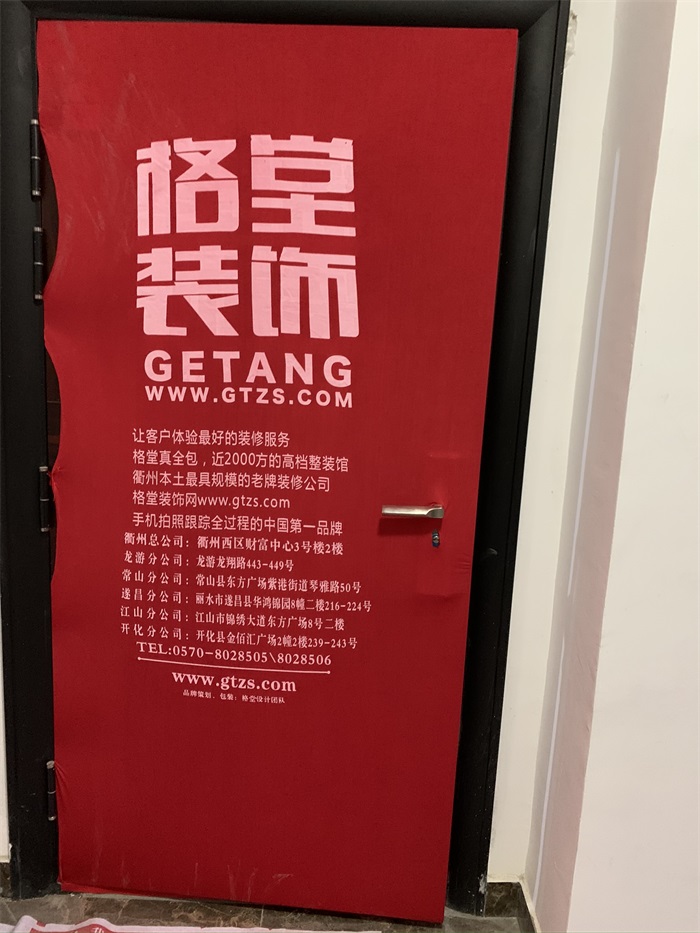 格堂
装饰
GETANG
WWW.GTZS.COM
让客户体验最好的装修服务
格堂真全包，近2000方的高档整装馆
衢州本土最具规模的老牌装修公司
格堂装饰网www.gtzs.com
手机拍照跟踪全过程的中国第一品牌
衢州总公司：衢州西区财富中心3号楼2楼
龙游分公司：龙游龙翔路443-449号
常山分公司：常山县东方广场紫港街道琴雅路50号
遂昌分公司：丽水市遂昌县华鸿锦园8幢二楼216-224号
江山分公司：江山市锦绣大道东方广场8号二楼
开化分公司：开化县金佰汇广场2幢2楼239-243号
TEL:0570-8028505\8028506
www.gtzs.com
品牌策划、包装：格堂设计团队